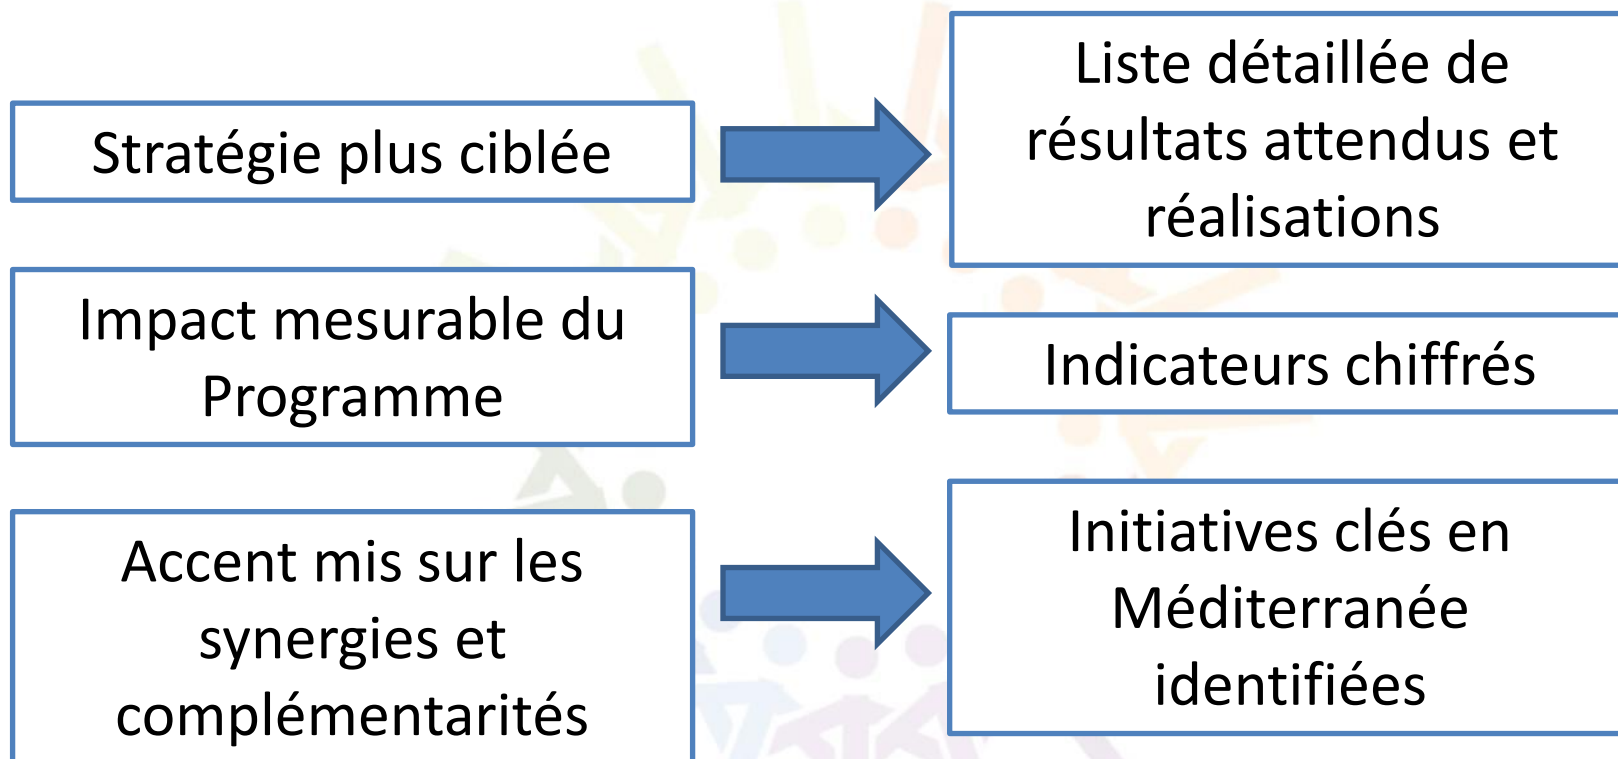 Stratégie plus ciblée
Liste détaillée de
résultats attendus et
réalisations
Impact mesurable du
Programme
Indicateurs chiffrés
Accent mis sur les
synergies et
complémentarités
Initiatives clés en
Méditerranée
identifiées